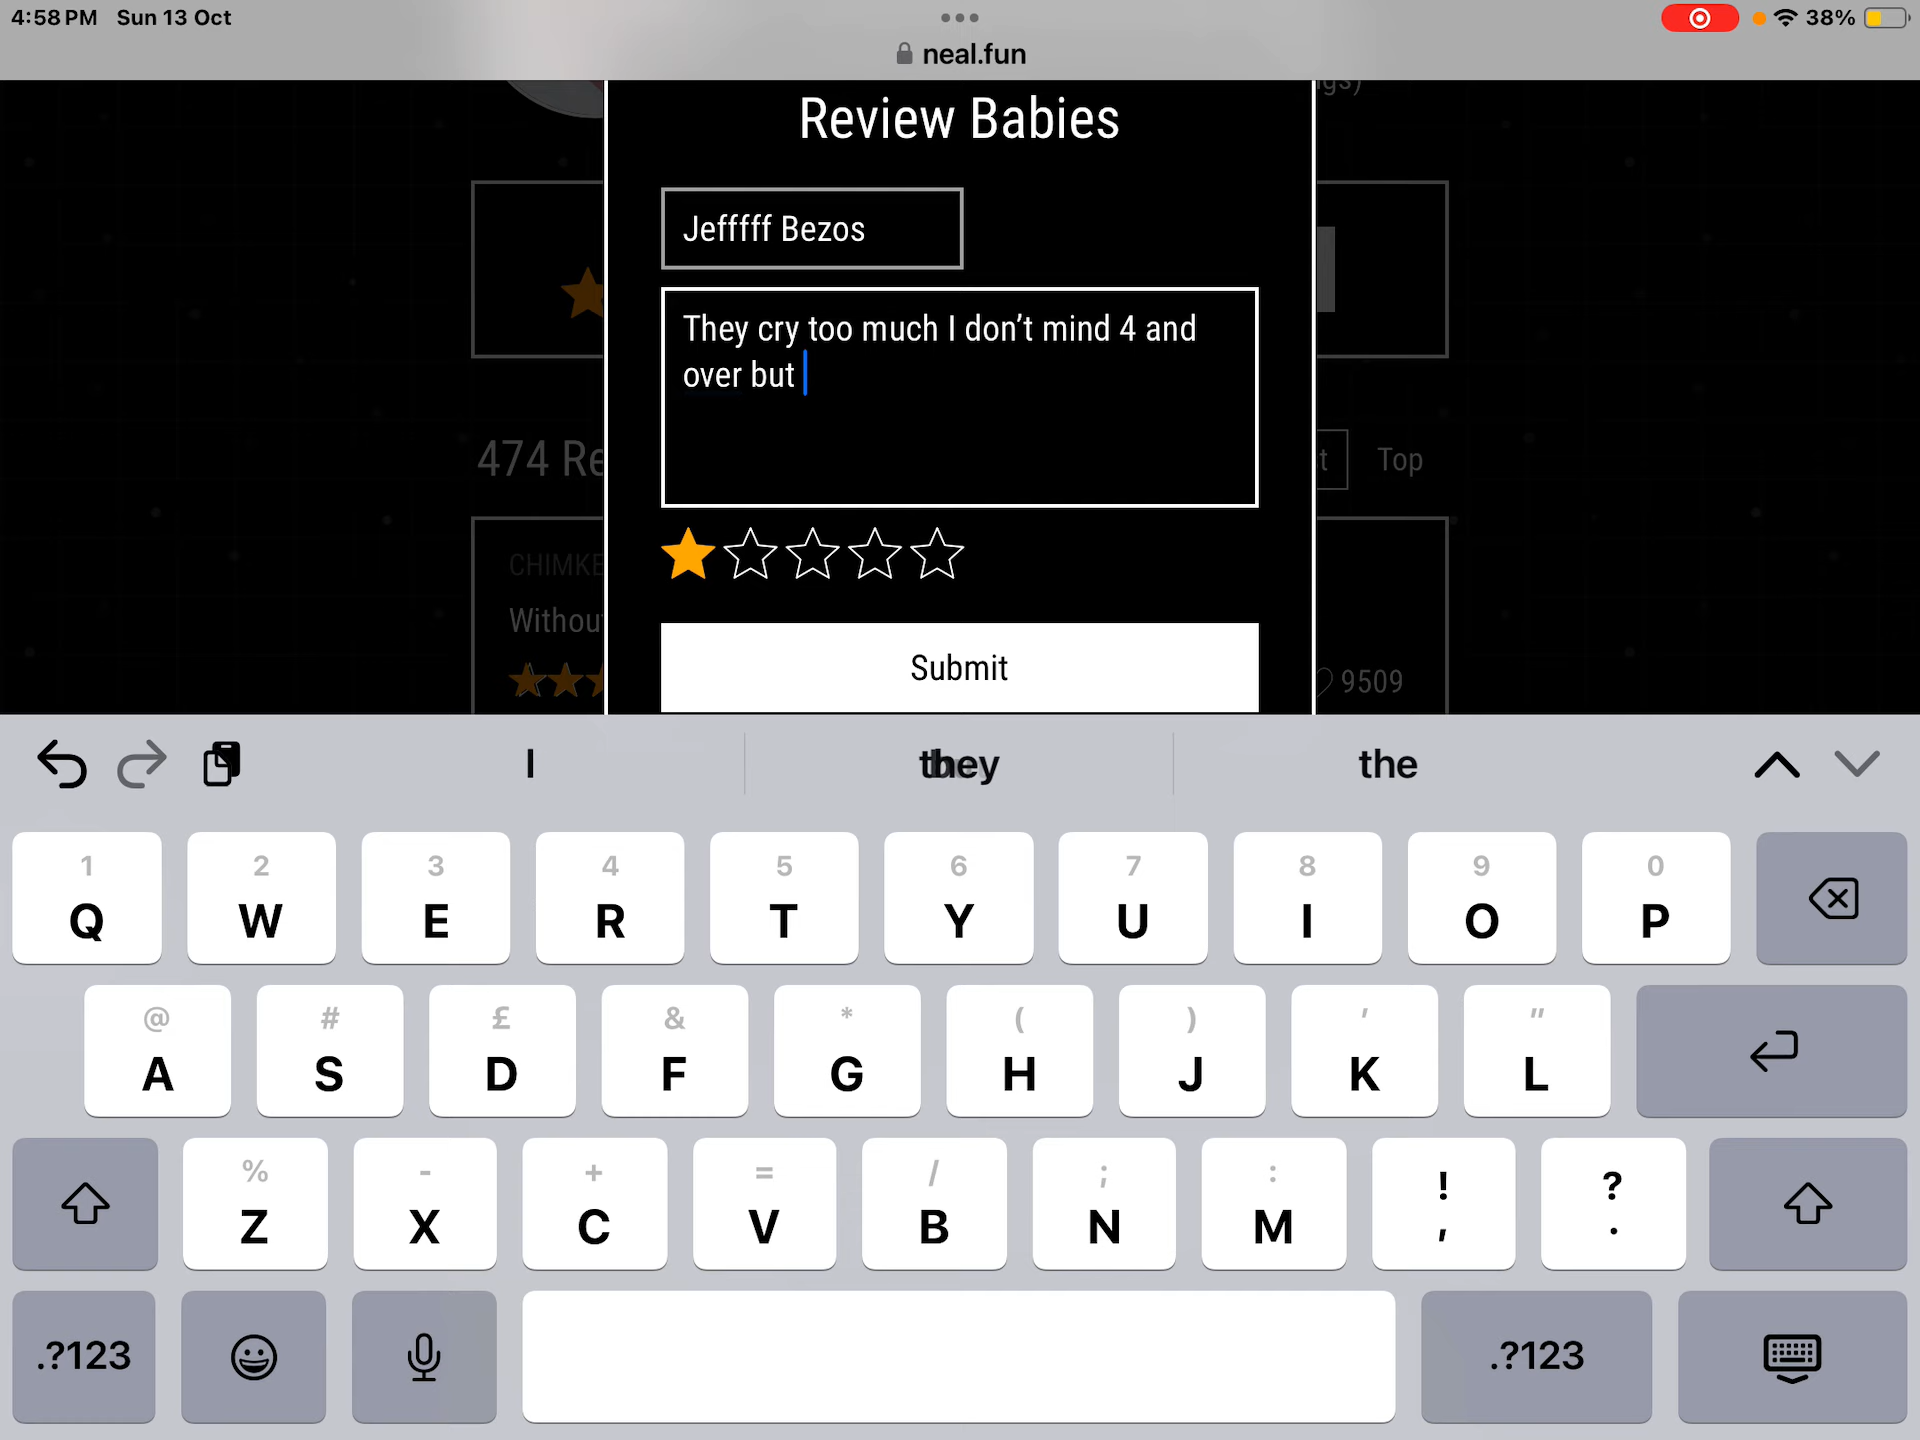 4:58 PM Sun 13 Oct
38%
neal.fun
Review Babies
Jefffff Bezos
They cry too much I don’t mind 4 and
over but
474 Re
t Top
CHIMKE
Withou
9509
Submit
I they the
1 2 3 4 5 6 7 8 9 0
Q W E R T Y U I O P
@ # £ & * ( ) ' "
A S D F G H J K L
% - + = / ; : ! ?
Z X C V B N M , .
.?123 .?123